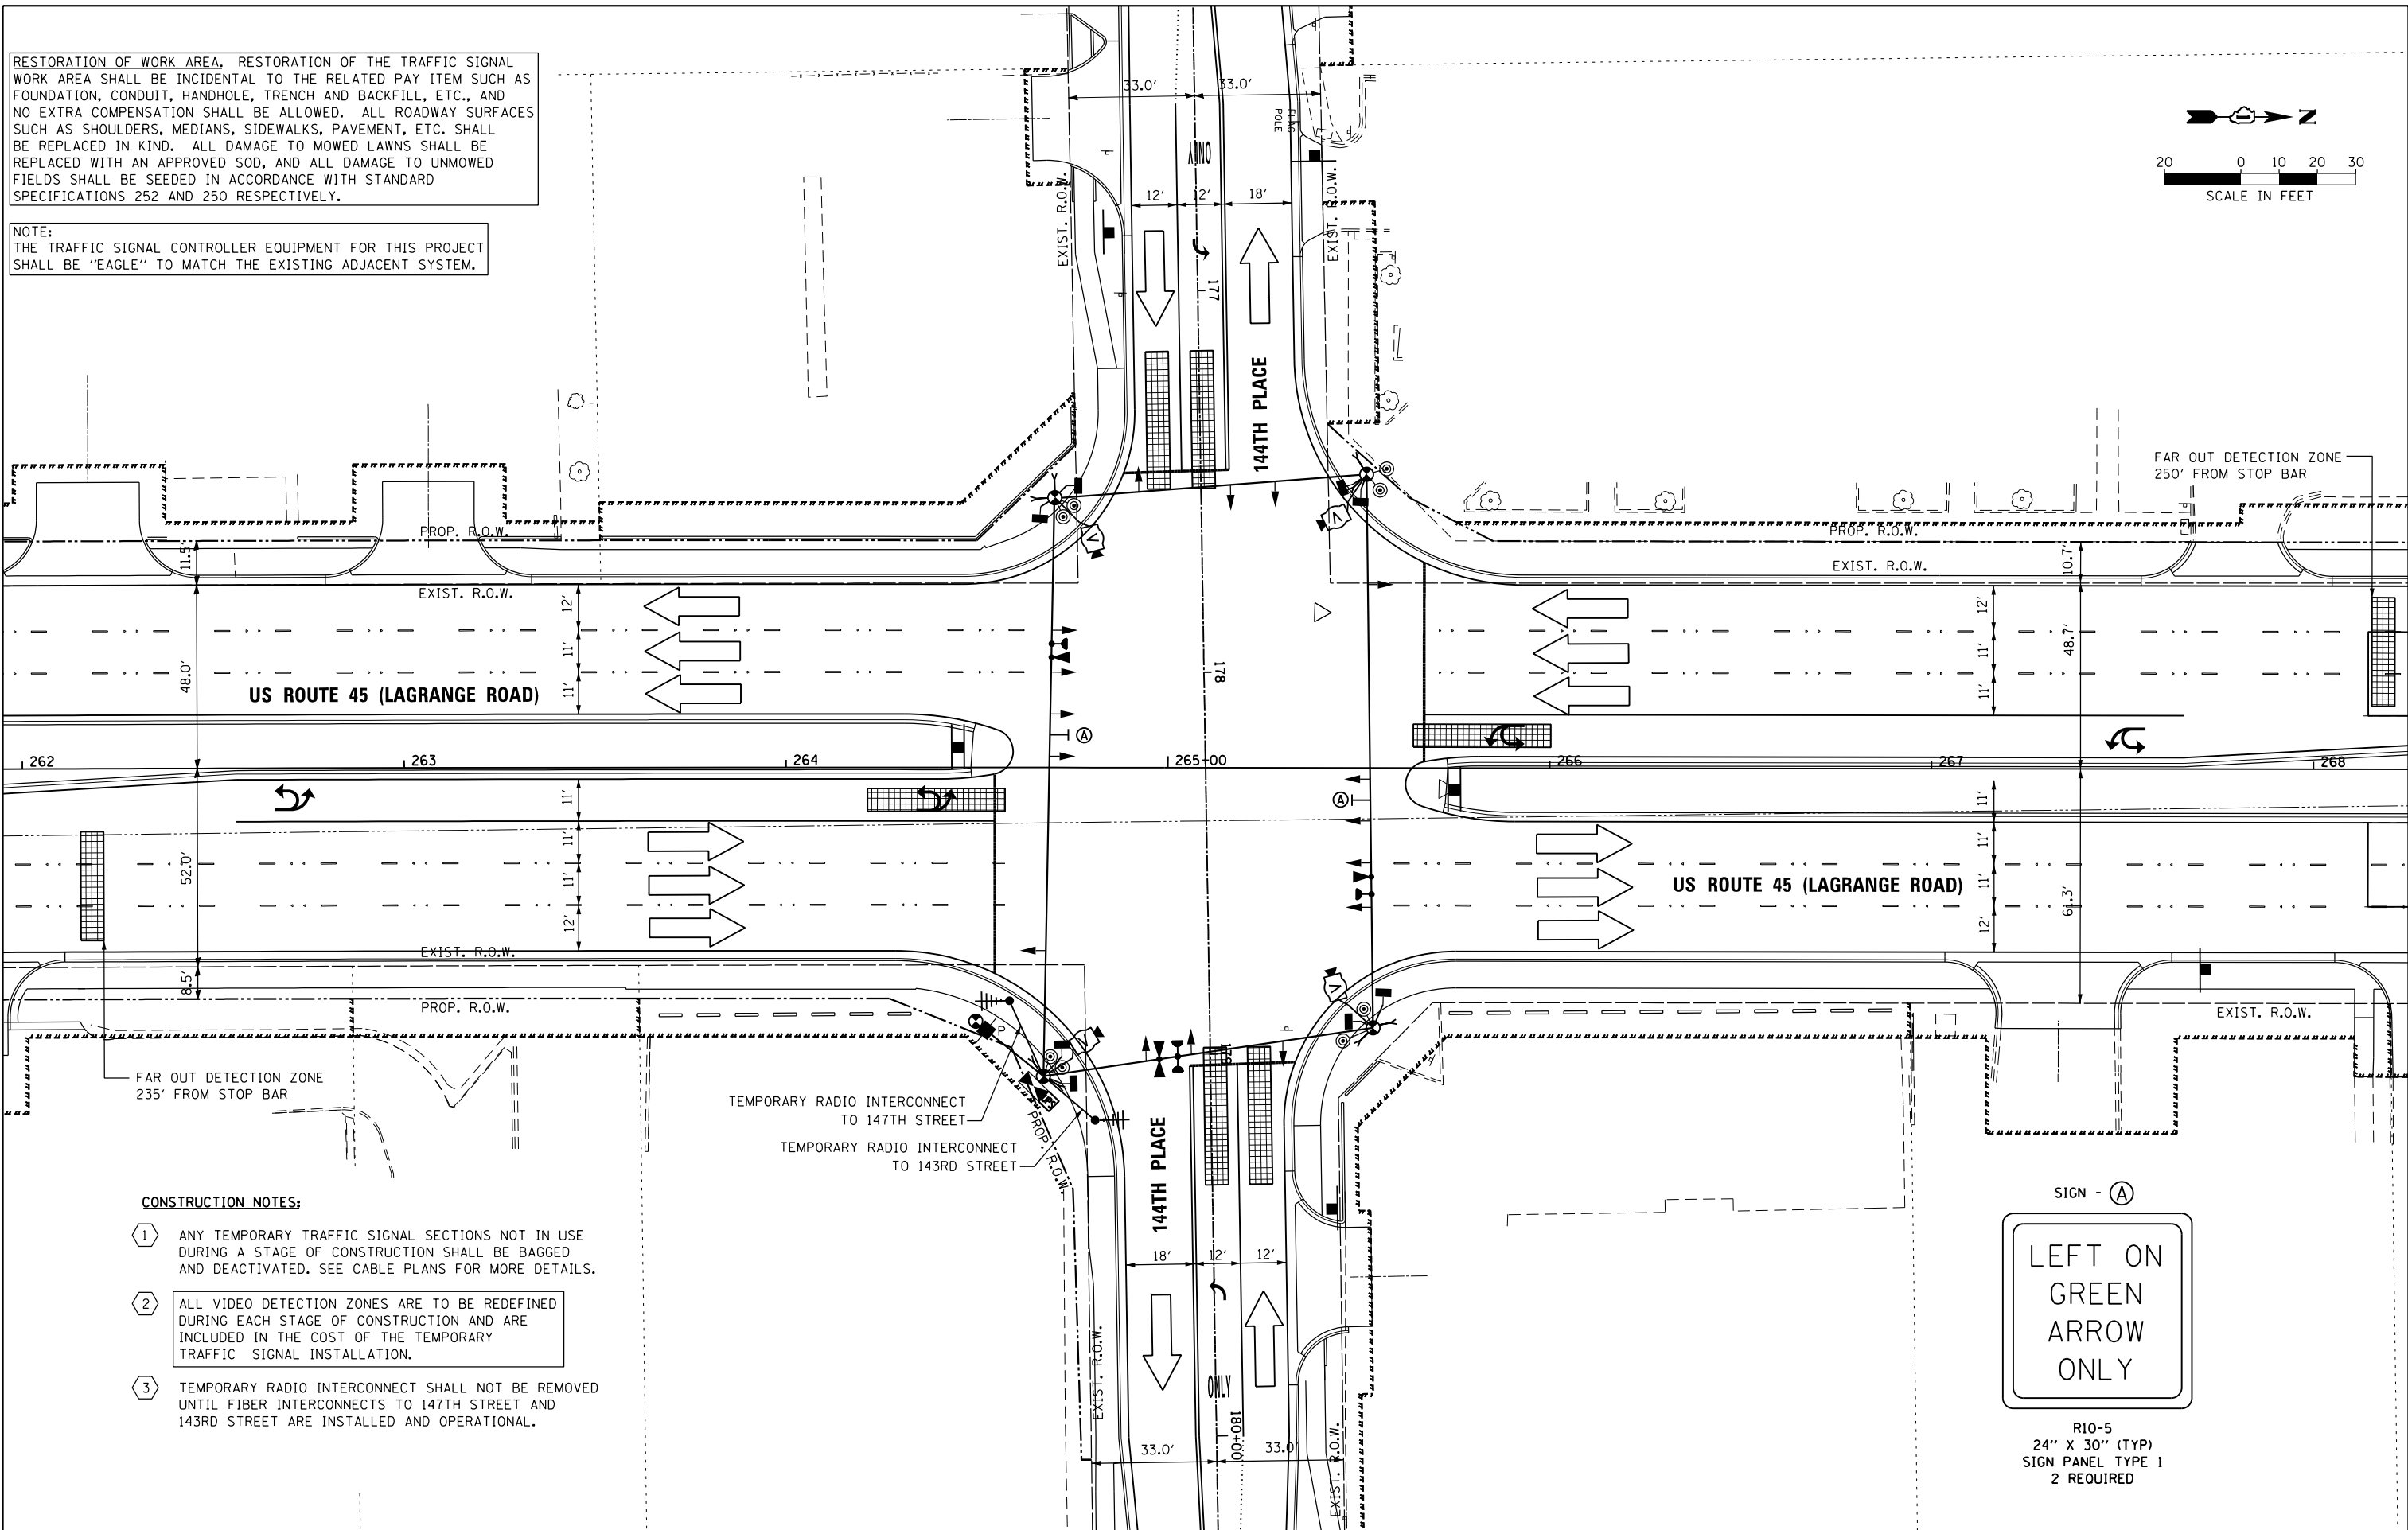 RESTORATION OF WORK AREA. RESTORATION OF THE TRAFFIC SIGNAL
WORK AREA SHALL BE INCIDENTAL TO THE RELATED PAY ITEM SUCH AS
FOUNDATION, CONDUIT, HANDHOLE, TRENCH AND BACKFILL, ETC., AND
NO EXTRA COMPENSATION SHALL BE ALLOWED. ALL ROADWAY SURFACES
SUCH AS SHOULDERS, MEDIANS, SIDEWALKS, PAVEMENT, ETC. SHALL
BE REPLACED IN KIND. ALL DAMAGE TO MOWED LAWNS SHALL BE
REPLACED WITH AN APPROVED SOD, AND ALL DAMAGE TO UNMOWED
FIELDS SHALL BE SEEDED IN ACCORDANCE WITH STANDARD
SPECIFICATIONS 252 AND 250 RESPECTIVELY.
NOTE:
THE TRAFFIC SIGNAL CONTROLLER EQUIPMENT FOR THIS PROJECT
SHALL BE "EAGLE" TO MATCH THE EXISTING ADJACENT SYSTEM.
33.0' 33.0'
FLAG
POLE
ONLY
12' 12' 18'
EXIST. R.O.W.
EXIST. R.O.W.
177
144TH PLACE
N
20 0 10 20 30
SCALE IN FEET
FAR OUT DETECTION ZONE
250' FROM STOP BAR
PROP. R.O.W.
PROP. R.O.W.
11.5'
10.7'
EXIST. R.O.W.
EXIST. R.O.W.
V
V
12'
11'
11'
48.0'
12'
11'
11'
48.7'
US ROUTE 45 (LAGRANGE ROAD)
178
A
262 263 264 265+00 266 267 268
A
11'
11'
11'
12'
52.0'
11'
11'
11'
12'
61.3'
US ROUTE 45 (LAGRANGE ROAD)
EXIST. R.O.W.
8.5'
PROP. R.O.W.
P
V
V
EXIST. R.O.W.
179
FAR OUT DETECTION ZONE
235' FROM STOP BAR
TEMPORARY RADIO INTERCONNECT
TO 147TH STREET
TEMPORARY RADIO INTERCONNECT
TO 143RD STREET
PROP. R.O.W.
144TH PLACE
18' 12' 12'
EXIST. R.O.W.
ONLY
180+00
EXIST. R.O.W.
33.0' 33.0'
CONSTRUCTION NOTES:
1 ANY TEMPORARY TRAFFIC SIGNAL SECTIONS NOT IN USE
DURING A STAGE OF CONSTRUCTION SHALL BE BAGGED
AND DEACTIVATED. SEE CABLE PLANS FOR MORE DETAILS.
2 ALL VIDEO DETECTION ZONES ARE TO BE REDEFINED
DURING EACH STAGE OF CONSTRUCTION AND ARE
INCLUDED IN THE COST OF THE TEMPORARY
TRAFFIC SIGNAL INSTALLATION.
3 TEMPORARY RADIO INTERCONNECT SHALL NOT BE REMOVED
UNTIL FIBER INTERCONNECTS TO 147TH STREET AND
143RD STREET ARE INSTALLED AND OPERATIONAL.
SIGN - A
LEFT ON
GREEN
ARROW
ONLY
R10-5
24" X 30" (TYP)
SIGN PANEL TYPE 1
2 REQUIRED